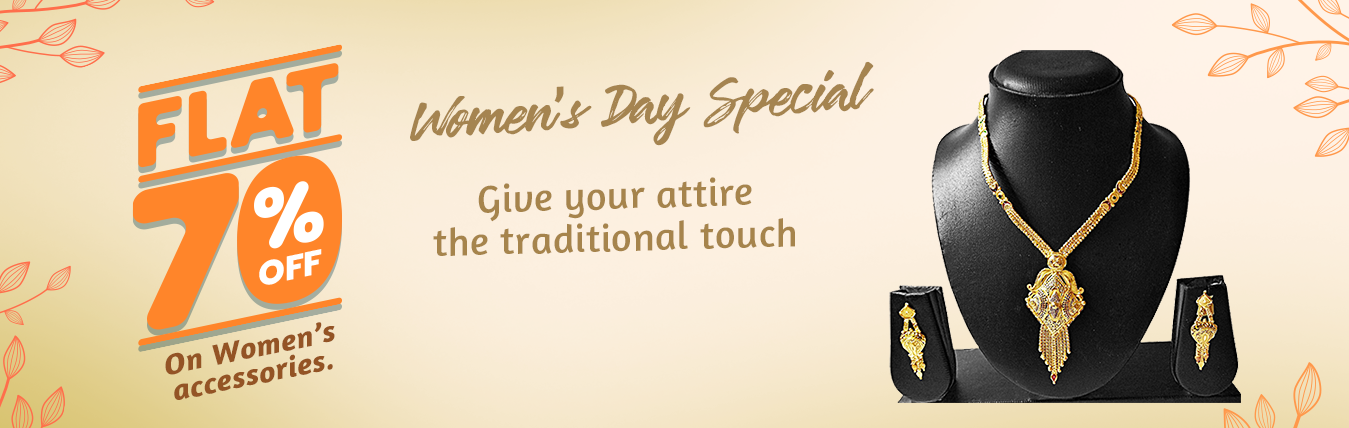 FLAT
70% OFF
On Women's
accessories.
Women's Day Special
Give your attire
the traditional touch